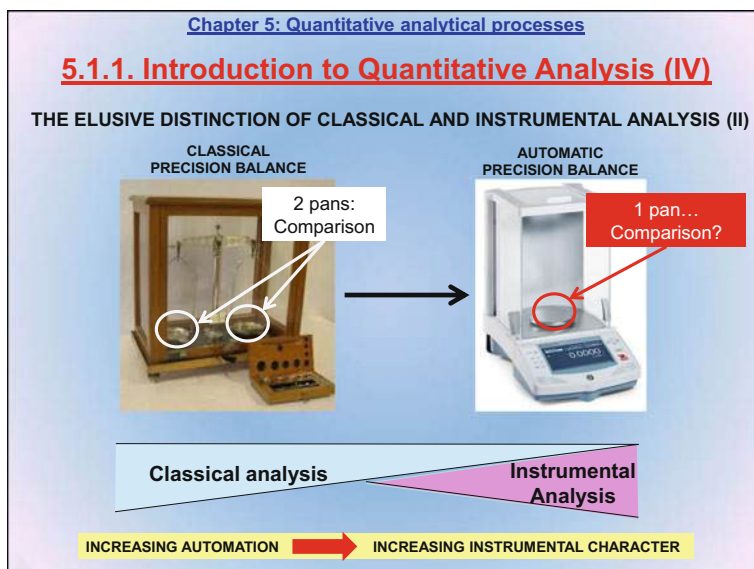 Chapter 5: Quantitative analytical processes
5.1.1. Introduction to Quantitative Analysis (IV)
THE ELUSIVE DISTINCTION OF CLASSICAL AND INSTRUMENTAL ANALYSIS (II)
CLASSICAL
PRECISION BALANCE
AUTOMATIC
PRECISION BALANCE
2 pans:
Comparison
1 pan...
Comparison?
0.0000
Classical analysis
Instrumental
Analysis
INCREASING AUTOMATION
INCREASING INSTRUMENTAL CHARACTER